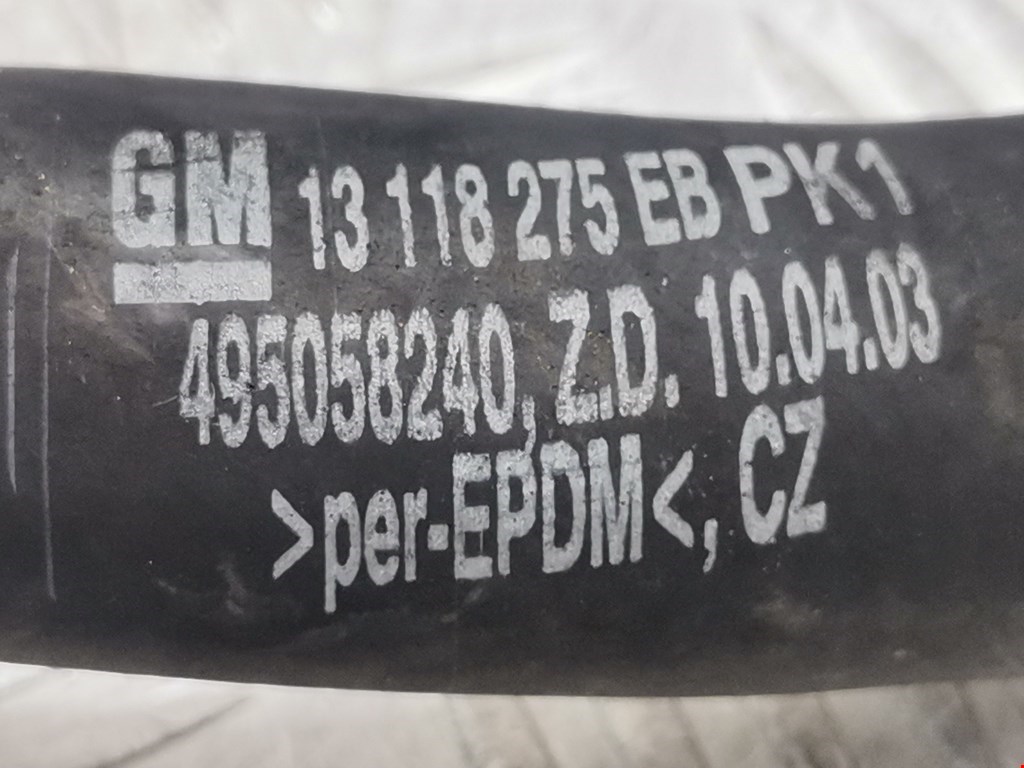 GM 13 118 275 EB PK1
495058240, Z.D. 10.04.03
>per-EPDM<, CZ